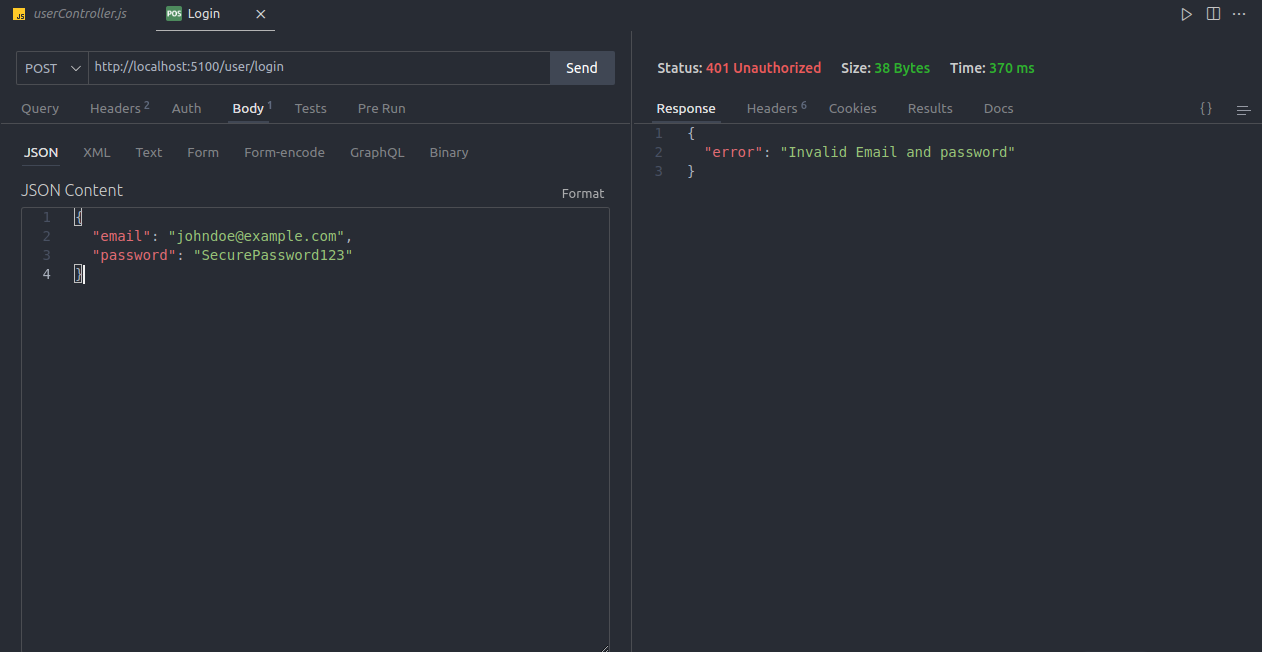 JS userController.js POS Login
POST http://localhost:5100/user/login Send
Query Headers 2 Auth Body 1 Tests Pre Run
JSON XML Text Form Form-encode GraphQL Binary
JSON Content Format
1 {
2 "email": "johndoe@example.com",
3 "password": "SecurePassword123"
4 }
Status: 401 Unauthorized Size: 38 Bytes Time: 370 ms
Response Headers 6 Cookies Results Docs {}
1 {
2 "error": "Invalid Email and password"
3 }